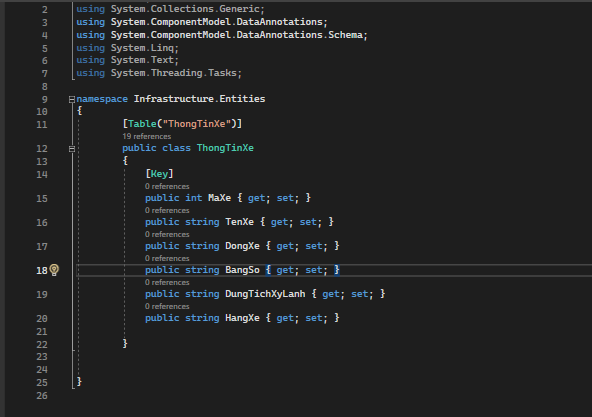 2 using System.Collections.Generic;
3 using System.ComponentModel.DataAnnotations;
4 using System.ComponentModel.DataAnnotations.Schema;
5 using System.Linq;
6 using System.Text;
7 using System.Threading.Tasks;
8
9 namespace Infrastructure.Entities
10 {
11 [Table("ThongTinXe")]
19 references
12 public class ThongTinXe
13 {
14 [Key]
0 references
15 public int MaXe { get; set; }
0 references
16 public string TenXe { get; set; }
0 references
17 public string DongXe { get; set; }
0 references
18 public string BangSo { get; set; }
0 references
19 public string DungTichXyLanh { get; set; }
0 references
20 public string HangXe { get; set; }
21
22 }
23
24
25 }
26